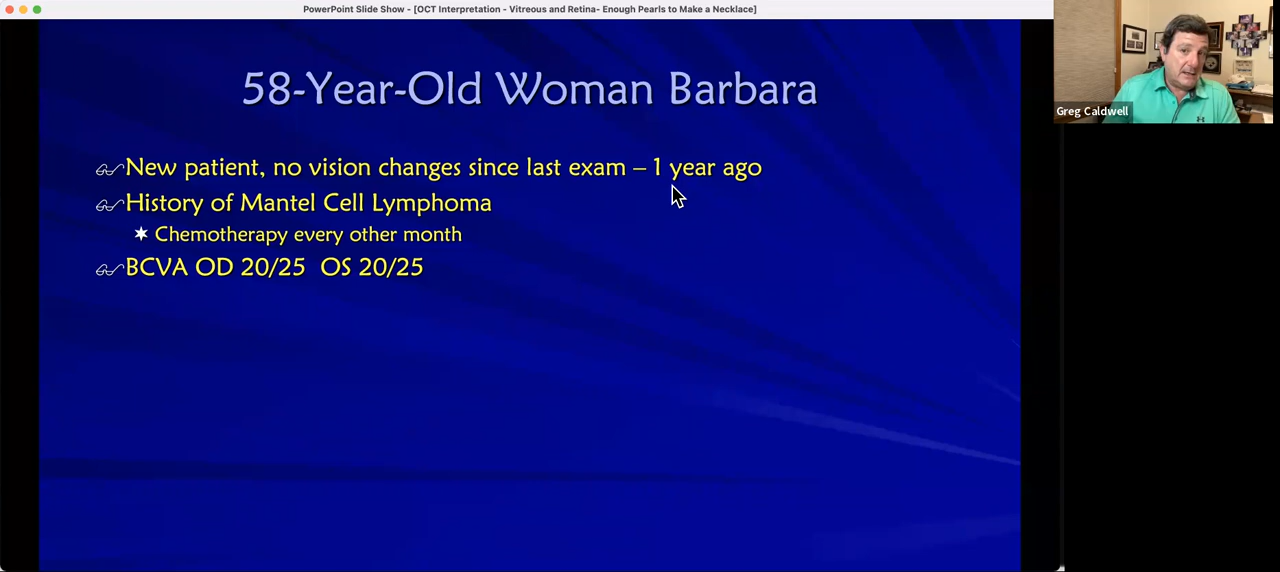 PowerPoint Slide Show - [OCT Interpretation - Vitreous and Retina- Enough Pearls to Make a Necklace]
58-Year-Old Woman Barbara
New patient, no vision changes since last exam – 1 year ago
History of Mantel Cell Lymphoma
Chemotherapy every other month
BCVA OD 20/25 OS 20/25
Greg Caldwell